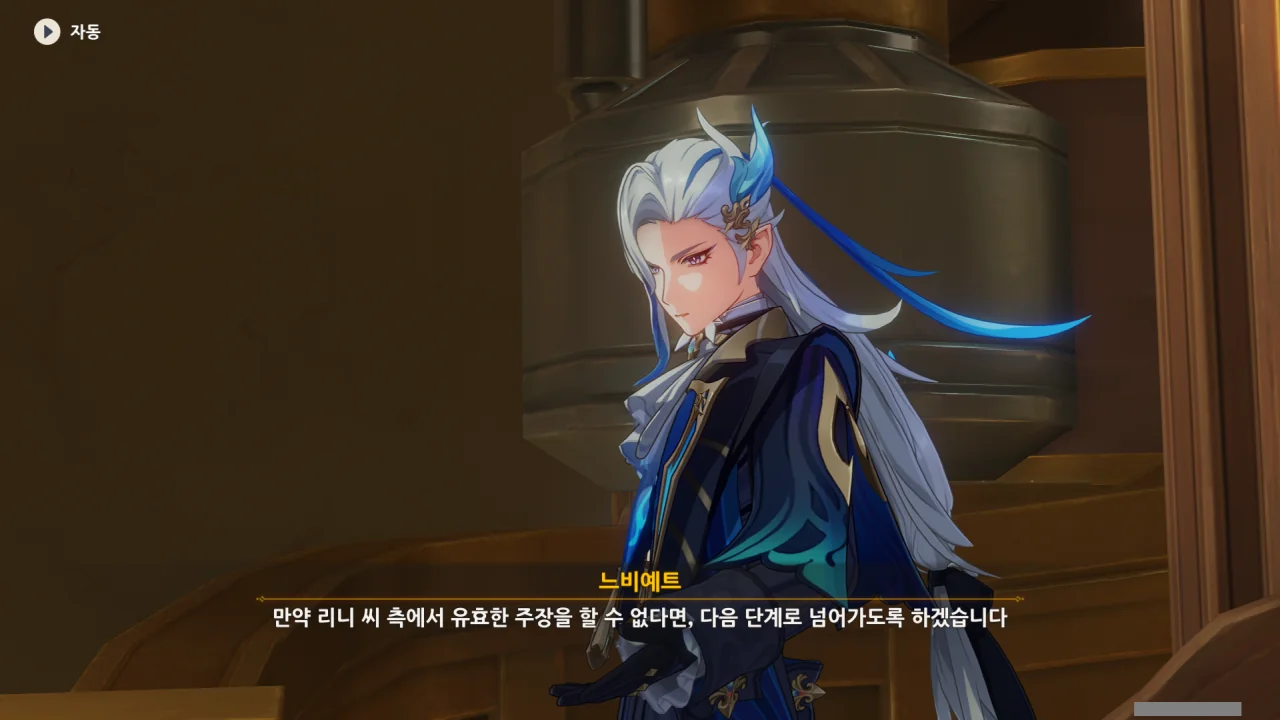 자동
느비예트
만약 리니 씨 측에서 유효한 주장을 할 수 없다면, 다음 단계로 넘어가도록 하겠습니다